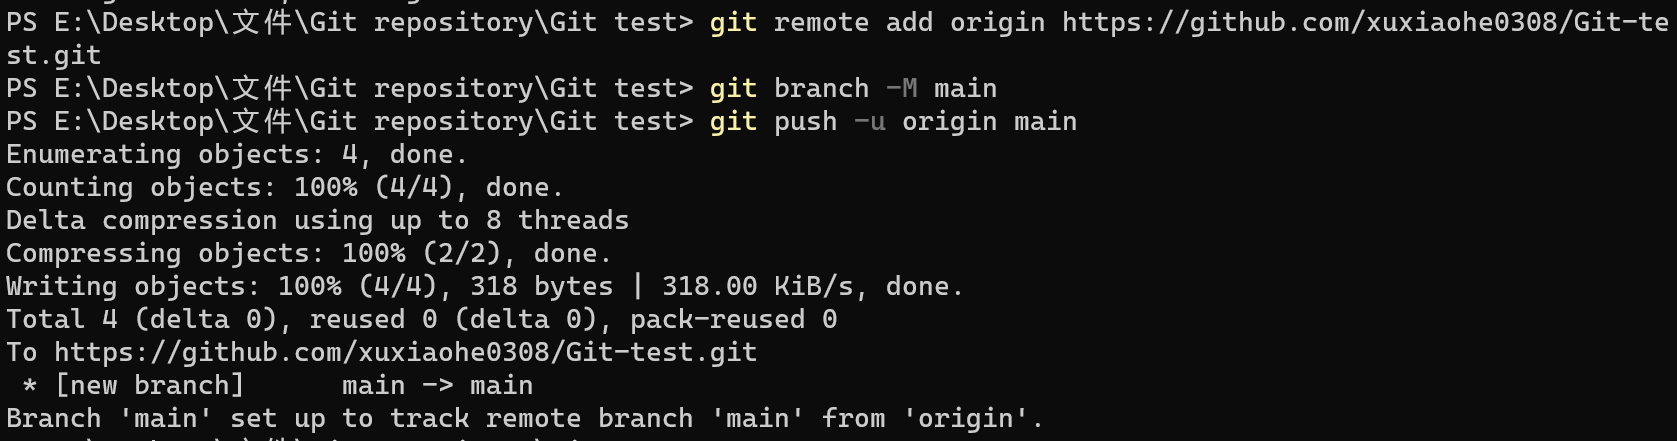 PS E:\Desktop\文件\Git repository\Git test> git remote add origin https://github.com/xuxiaohe0308/Git-te
st.git
PS E:\Desktop\文件\Git repository\Git test> git branch -M main
PS E:\Desktop\文件\Git repository\Git test> git push -u origin main
Enumerating objects: 4, done.
Counting objects: 100% (4/4), done.
Delta compression using up to 8 threads
Compressing objects: 100% (2/2), done.
Writing objects: 100% (4/4), 318 bytes | 318.00 KiB/s, done.
Total 4 (delta 0), reused 0 (delta 0), pack-reused 0
To https://github.com/xuxiaohe0308/Git-test.git
 * [new branch]      main -> main
Branch 'main' set up to track remote branch 'main' from 'origin'.